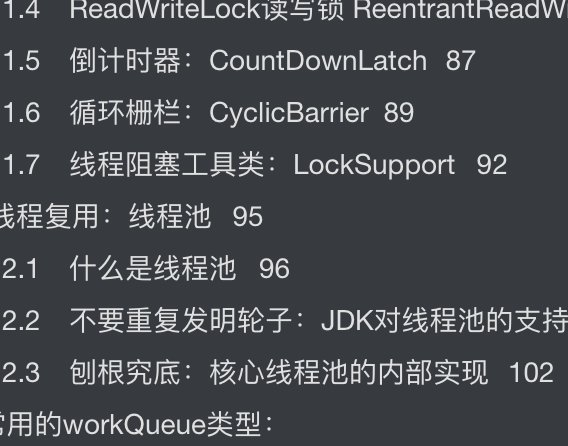 1.4 ReadWriteLock读写锁 ReentrantReadWri
1.5 倒计时器：CountDownLatch 87
1.6 循环栅栏：CyclicBarrier 89
1.7 线程阻塞工具类：LockSupport 92
线程复用：线程池 95
2.1 什么是线程池 96
2.2 不要重复发明轮子：JDK对线程池的支持
2.3 刨根究底：核心线程池的内部实现 102
常用的workQueue类型：